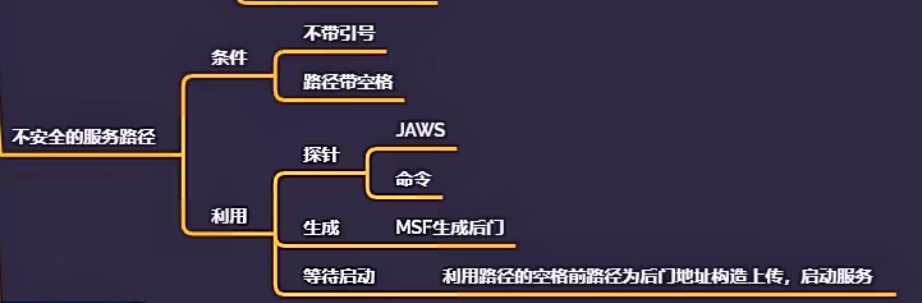 不带引号
条件
路径带空格
不安全的服务路径
JAWS
探针
命令
利用
生成 MSF生成后门
等待启动 利用路径的空格前路径为后门地址构造上传，启动服务